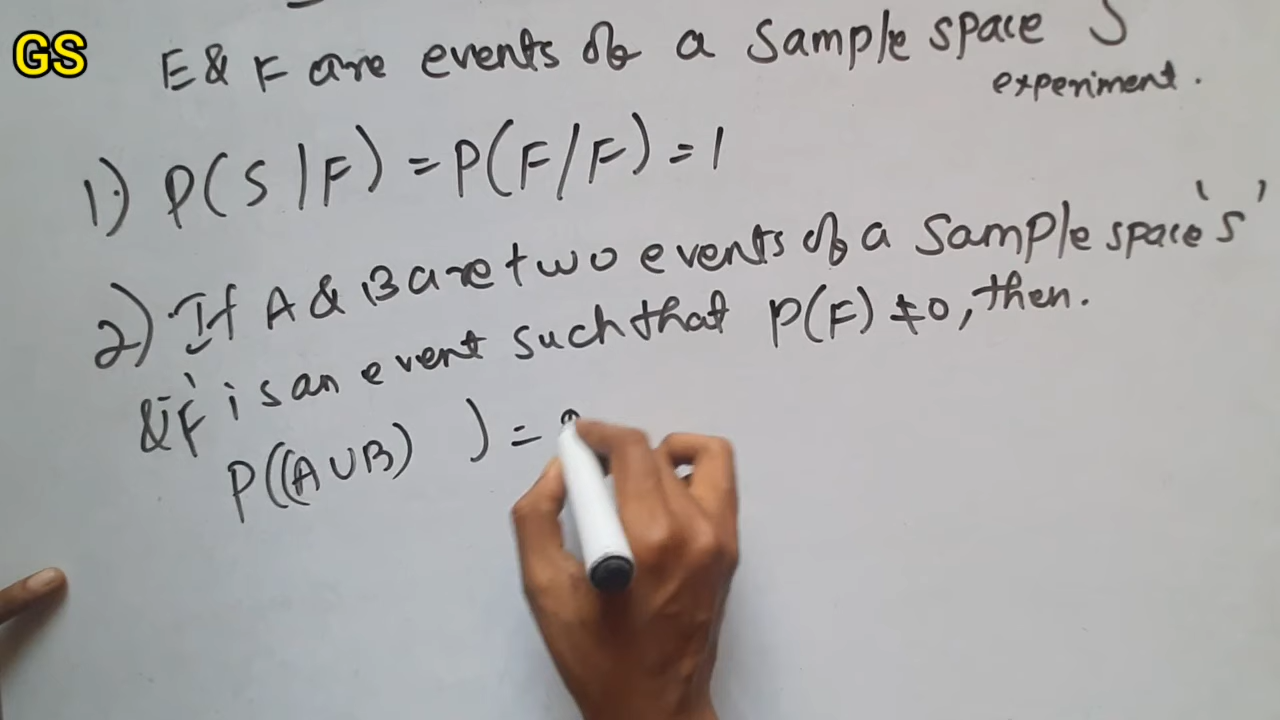 GS
E & F are events of a sample space S
experiment.
1) P(S|F) = P(F/F) = 1
2) If A & B are two events of a sample space 's'
& 'F' is an event such that P(F) ≠ 0, then.
P((A∪B) ) =